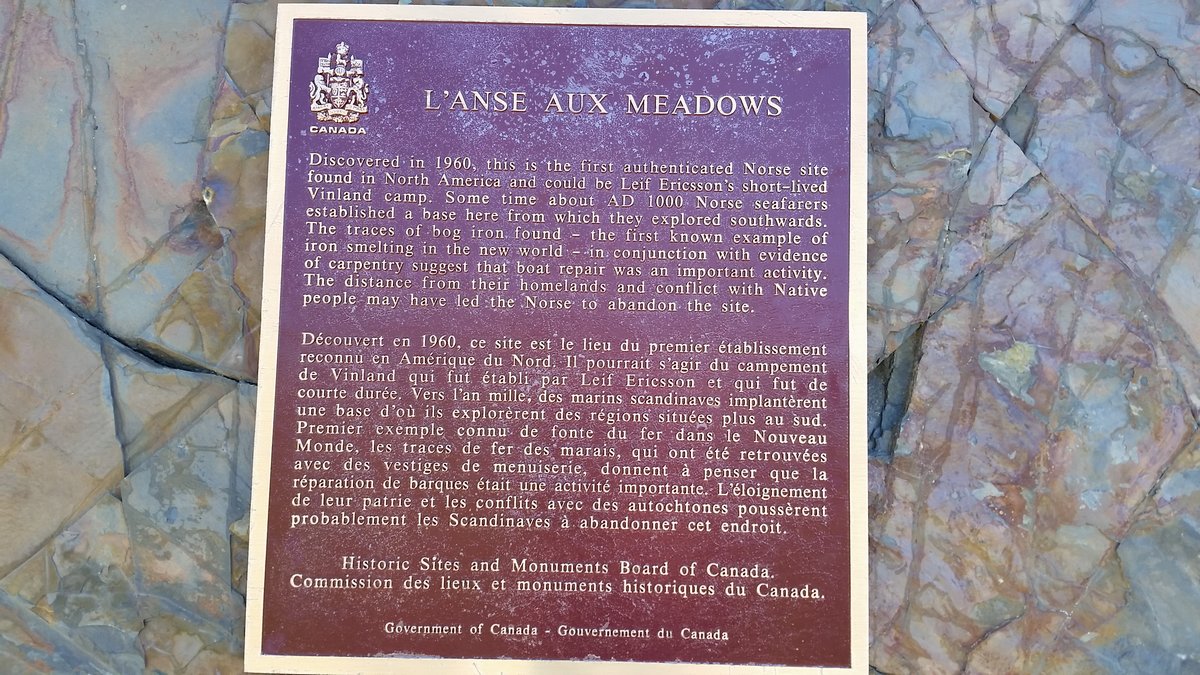 CANADA
L'ANSE AUX MEADOWS
Discovered in 1960, this is the first authenticated Norse site
found in North America and could be Leif Ericsson's short-lived
Vinland camp. Some time about AD 1000 Norse seafarers
established a base here from which they explored southwards.
The traces of bog iron found – the first known example of
iron smelting in the new world – in conjunction with evidence
of carpentry suggest that boat repair was an important activity.
The distance from their homelands and conflict with Native
people may have led the Norse to abandon the site.
Découvert en 1960, ce site est le lieu du premier établissement
reconnu en Amérique du Nord. Il pourrait s'agir du campement
de Vinland qui fut établi par Leif Ericsson et qui fut de
courte durée. Vers l'an mille, des marins scandinaves implantèrent
une base d'où ils explorèrent des régions situées plus au sud.
Premier exemple connu de fonte du fer dans le Nouveau
Monde, les traces de fer des marais, qui ont été retrouvées
avec des vestiges de menuiserie, donnent à penser que la
réparation de barques était une activité importante. L'éloignement
de leur patrie et les conflits avec des autochtones poussèrent
probablement les Scandinaves à abandonner cet endroit.
Historic Sites and Monuments Board of Canada.
Commission des lieux et monuments historiques du Canada.
Government of Canada – Gouvernement du Canada